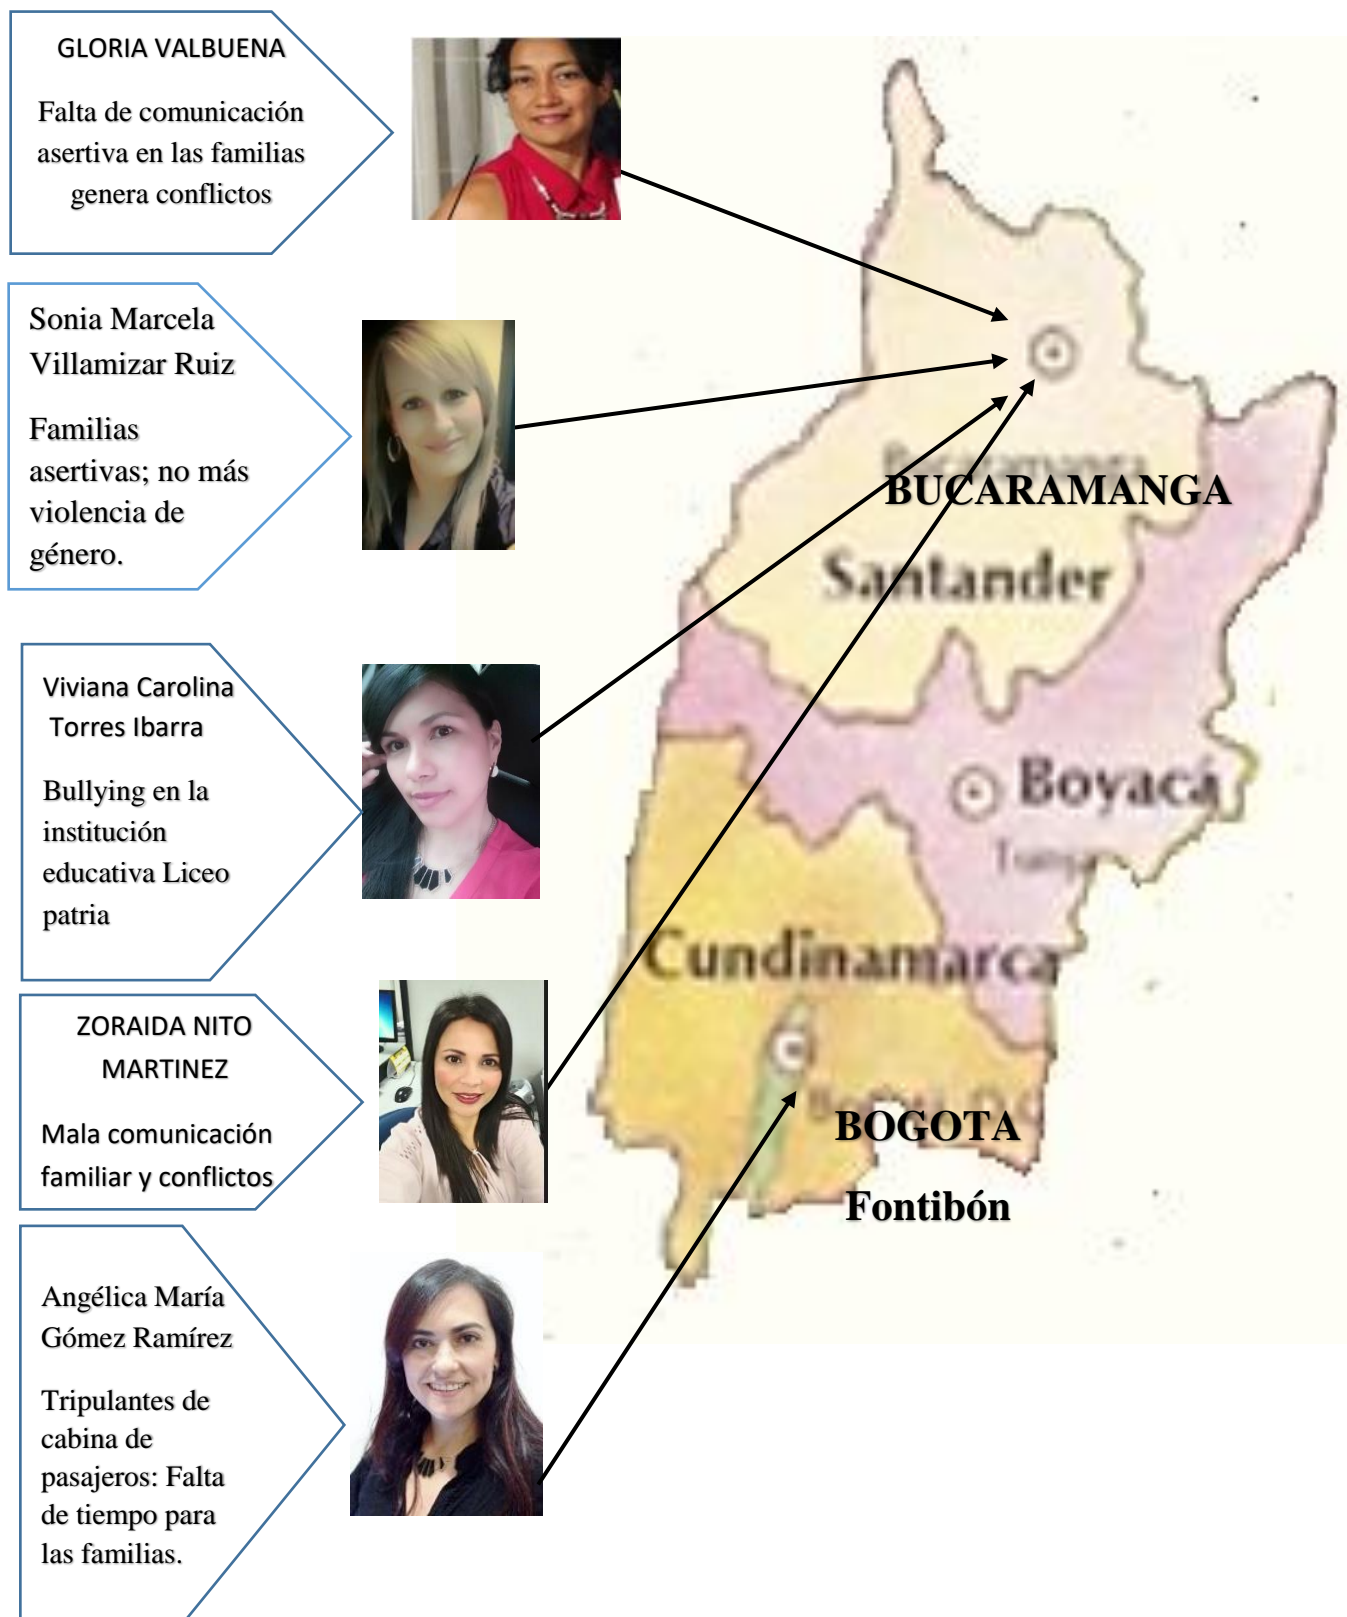 GLORIA VALBUENA
Falta de comunicación
asertiva en las familias
genera conflictos
Sonia Marcela
Villamizar Ruiz
Familias
asertivas; no más
violencia de
género.
Viviana Carolina
Torres Ibarra
Bullying en la
institución
educativa Liceo
patria
ZORAIDA NITO
MARTINEZ
Mala comunicación
familiar y conflictos
Angélica María
Gómez Ramírez
Tripulantes de
cabina de
pasajeros: Falta
de tiempo para
las familias.
Bucaramanga
BUCARAMANGA
Santander
Boyacá
Tunja
Cundinamarca
Bogotá, D.C.
BOGOTA
Fontibón